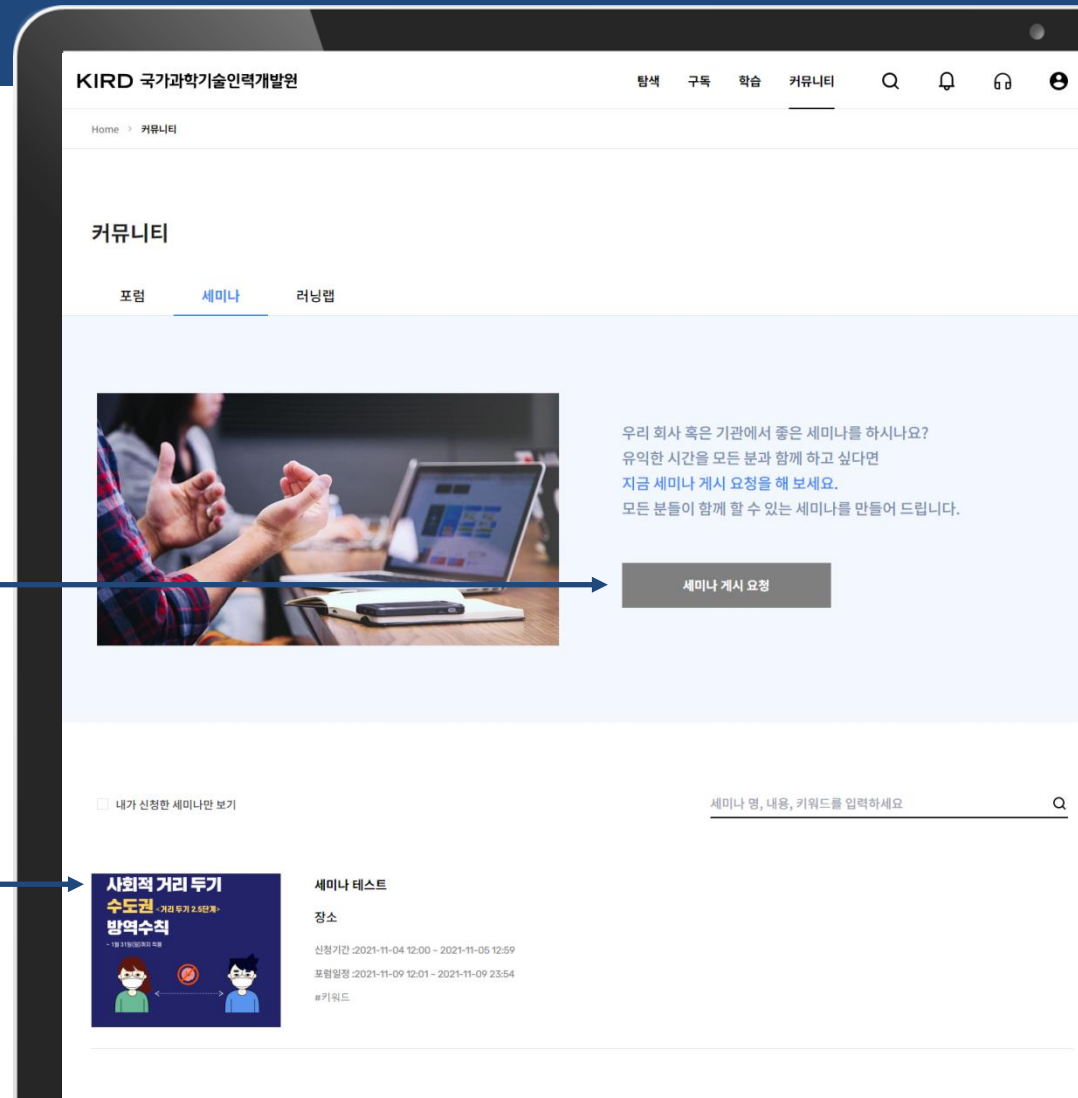 KIRD 국가과학기술인력개발원
탐색 구독 학습 커뮤니티
Home > 커뮤니티
커뮤니티
포럼 세미나 러닝랩
우리 회사 혹은 기관에서 좋은 세미나를 하시나요?
유익한 시간을 모든 분과 함께 하고 싶다면
지금 세미나 게시 요청을 해 보세요.
모든 분들이 함께 할 수 있는 세미나를 만들어 드립니다.
세미나 게시 요청
내가 신청한 세미나만 보기
세미나 명, 내용, 키워드를 입력하세요
사회적 거리 두기
수도권 <거리 두기 2.5단계>
방역수칙
~ 1월 31일(일)까지 적용
세미나 테스트
장소
신청기간 :2021-11-04 12:00 ~ 2021-11-05 12:59
포럼일정 :2021-11-09 12:01 ~ 2021-11-09 23:54
#키워드